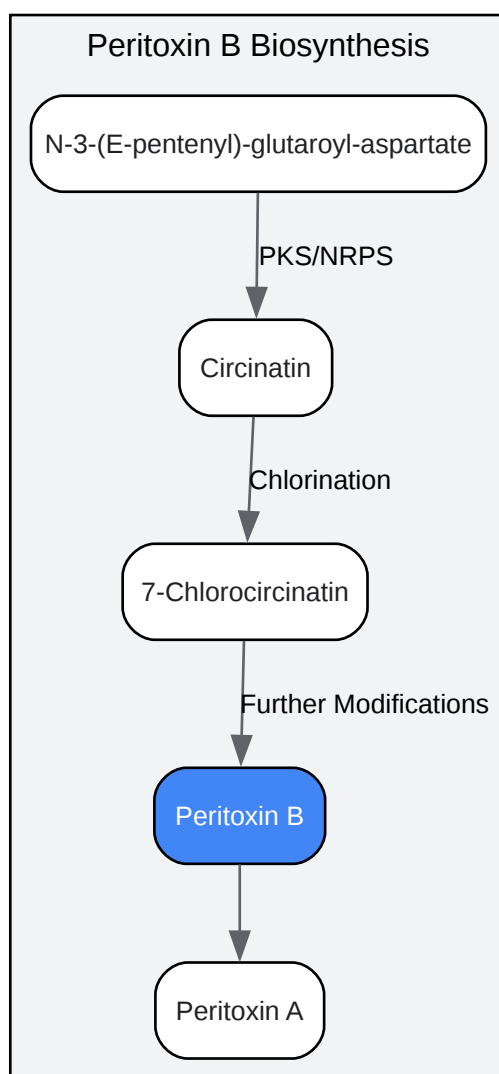 Peritoxin B Biosynthesis
N-3-(E-pentenyl)-glutaroyl-aspartate
PKS/NRPS
Circinatin
Chlorination
7-Chlorocircinatin
Further Modifications
Peritoxin B
Peritoxin A